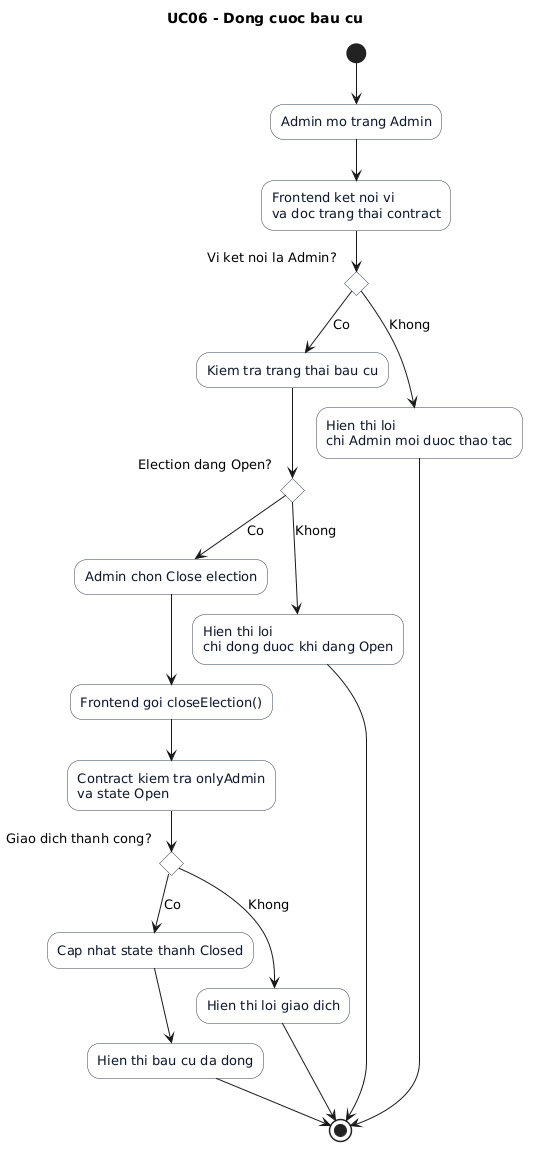 UC06 - Dong cuoc bau cu
Admin mo trang Admin
Frontend ket noi vi
va doc trang thai contract
Vi ket noi la Admin?
Co
Khong
Kiem tra trang thai bau cu
Hien thi loi
chi Admin moi duoc thao tac
Election dang Open?
Co
Khong
Admin chon Close election
Hien thi loi
chi dong duoc khi dang Open
Frontend goi closeElection()
Contract kiem tra onlyAdmin
va state Open
Giao dich thanh cong?
Co
Khong
Cap nhat state thanh Closed
Hien thi loi giao dich
Hien thi bau cu da dong